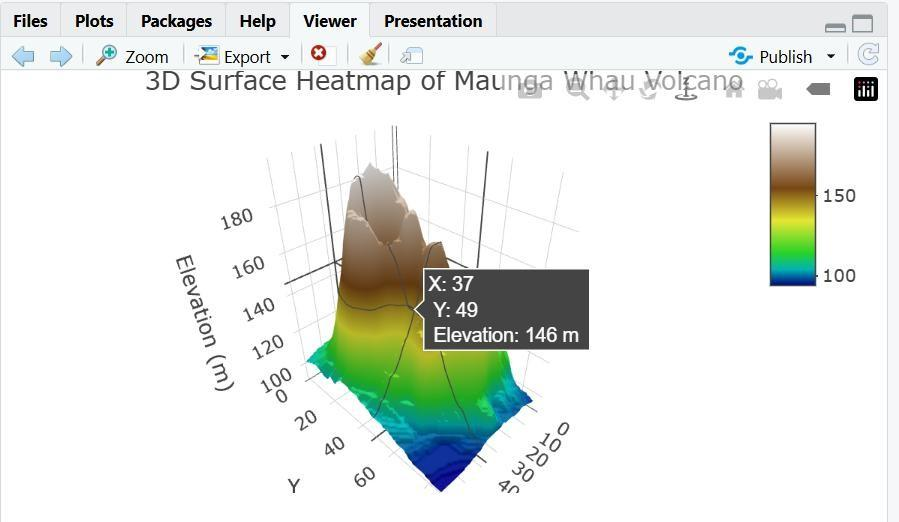 Files Plots Packages Help Viewer Presentation
Zoom Export Publish
3D Surface Heatmap of Maunga Whau Volcano
180
160
140
120
100
Elevation (m)
0
20
40
60
Y
0
10
20
30
40
X: 37
Y: 49
Elevation: 146 m
150
100